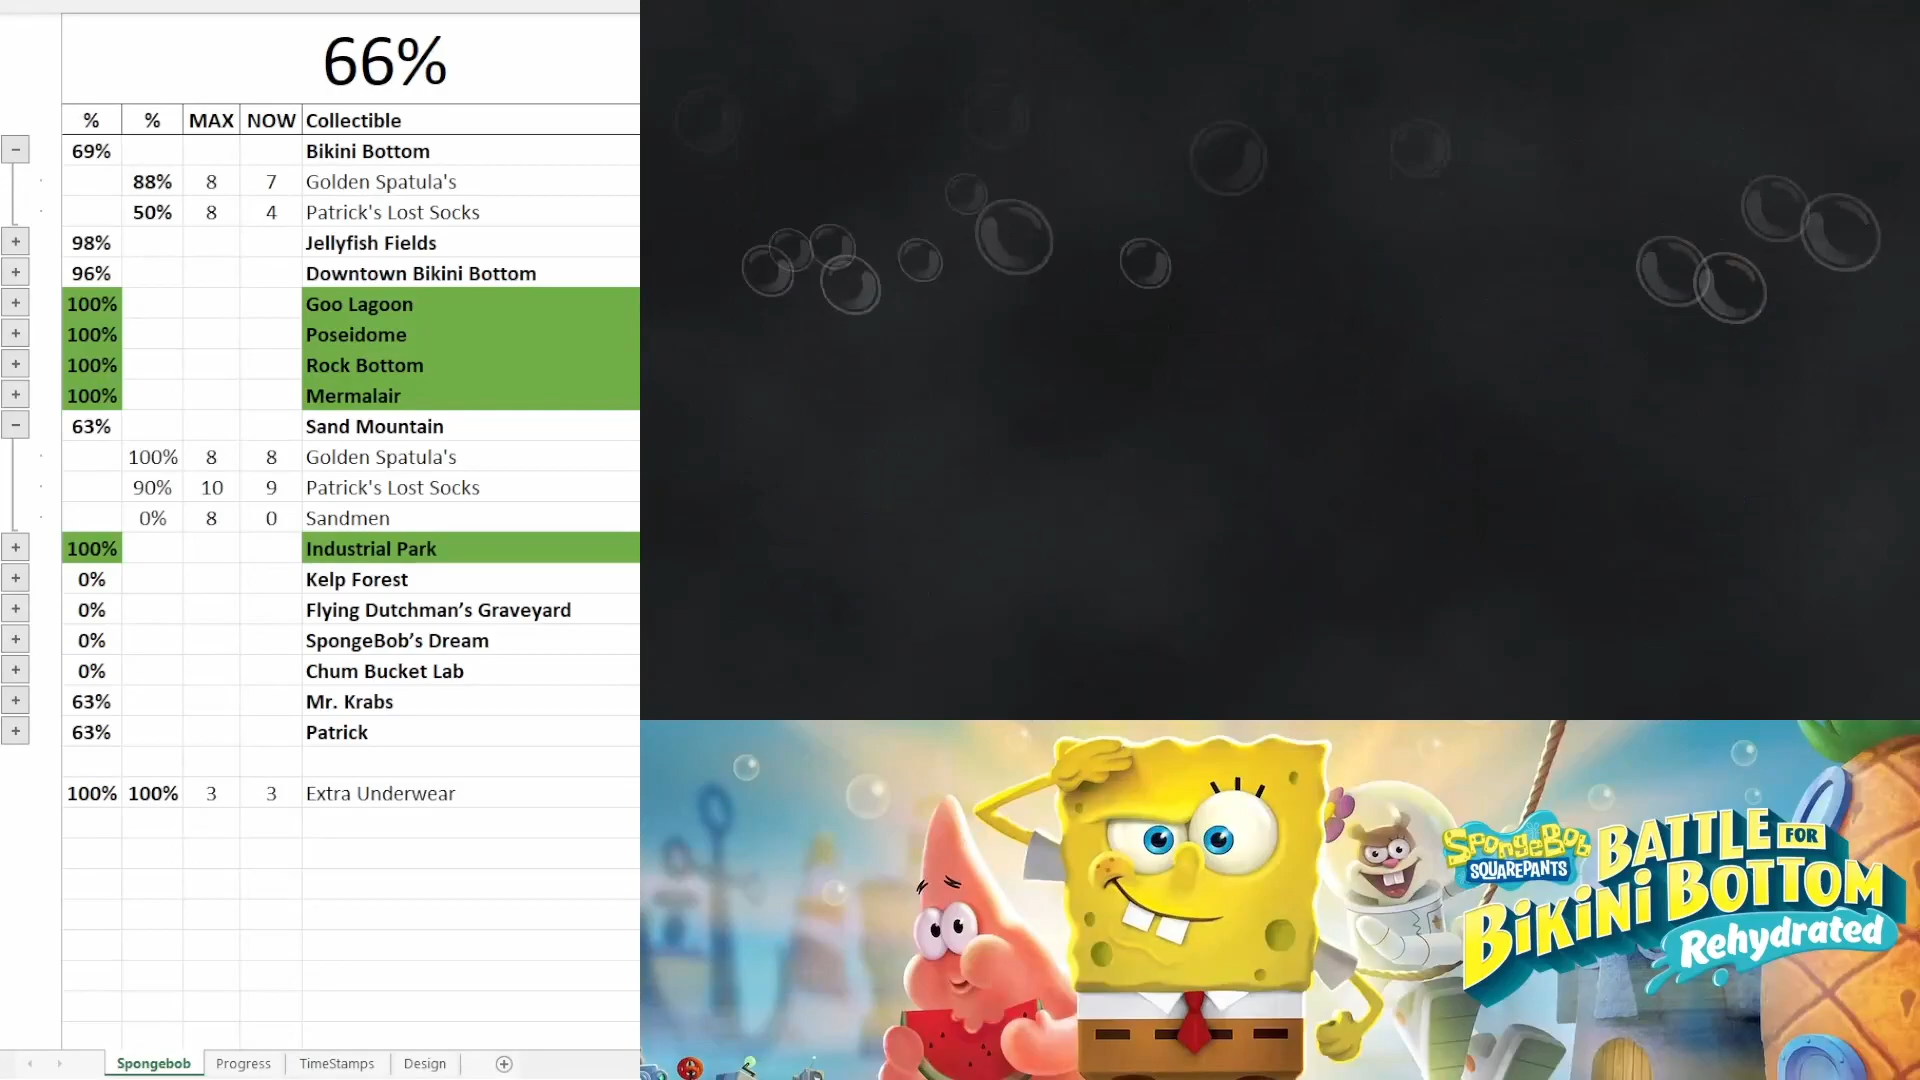 66%
% % MAX NOW Collectible
69% Bikini Bottom
88% 8 7 Golden Spatula's
50% 8 4 Patrick's Lost Socks
98% Jellyfish Fields
96% Downtown Bikini Bottom
100% Goo Lagoon
100% Poseidome
100% Rock Bottom
100% Mermalair
63% Sand Mountain
100% 8 8 Golden Spatula's
90% 10 9 Patrick's Lost Socks
0% 8 0 Sandmen
100% Industrial Park
0% Kelp Forest
0% Flying Dutchman’s Graveyard
0% SpongeBob’s Dream
0% Chum Bucket Lab
63% Mr. Krabs
63% Patrick
100% 100% 3 3 Extra Underwear
Spongebob Progress TimeStamps Design
SpongeBob
SQUAREPANTS
BATTLE FOR
BiKiNi BOTTOM
Rehydrated